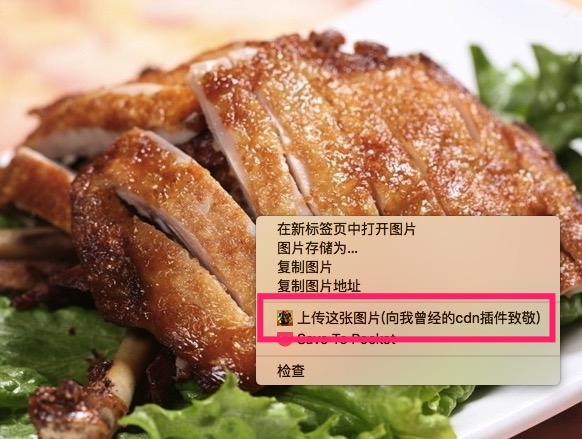 在新标签页中打开图片
图片存储为...
复制图片
复制图片地址
上传这张图片(向我曾经的cdn插件致敬)
Save To Pocket
检查